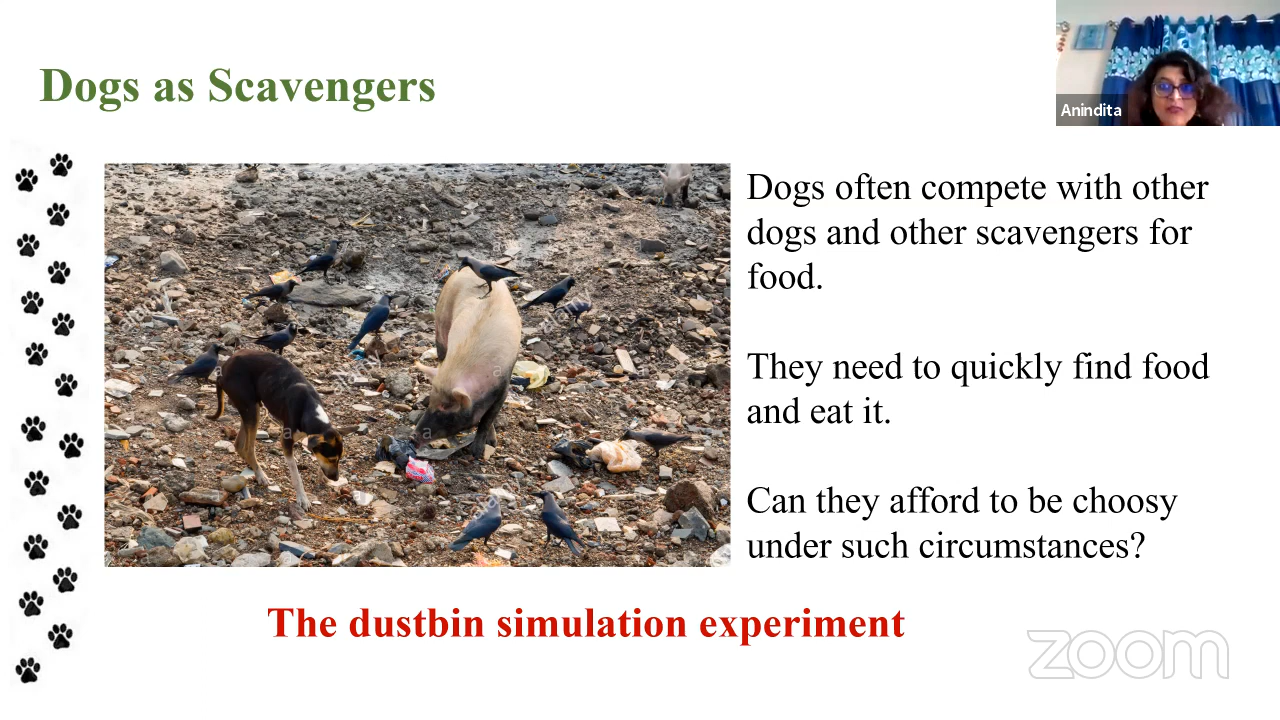 Dogs as Scavengers
Anindita
Dogs often compete with other
dogs and other scavengers for
food.
They need to quickly find food
and eat it.
Can they afford to be choosy
under such circumstances?
The dustbin simulation experiment
zoom